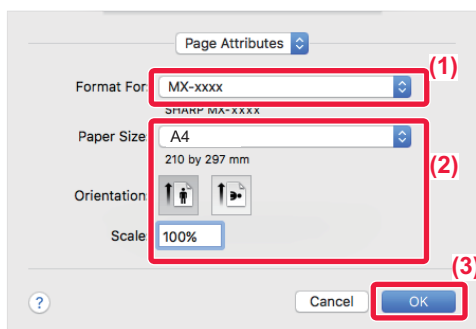 Page Attributes
(1)
Format For: MX-xxxx
SHARP MX-xxxx
Paper Size: A4
210 by 297 mm
(2)
Orientation:
Scale: 100%
(3)
? Cancel OK